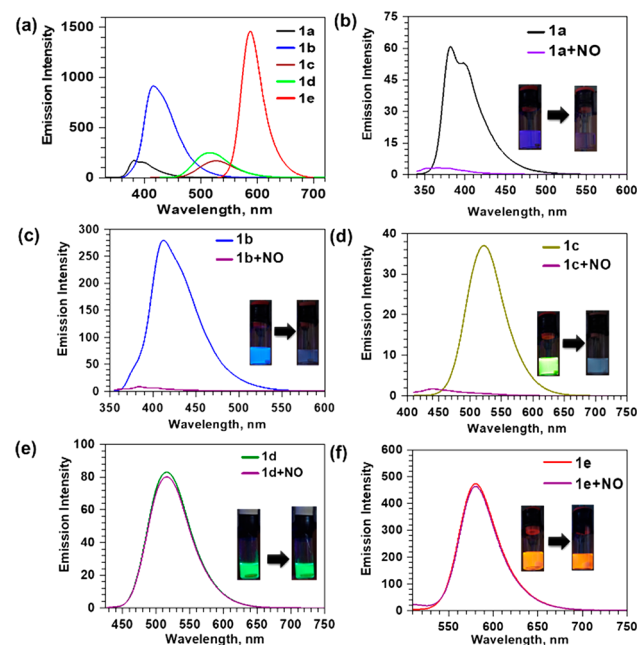 (a)
1a
1b
1c
1d
1e
Emission Intensity
1500
1000
500
0
400 500 600 700
Wavelength, nm
(b)
1a
1a+NO
Emission Intensity
75
60
45
30
15
0
350 400 450 500 550 600
Wavelength, nm
(c)
1b
1b+NO
Emission Intensity
300
250
200
150
100
50
0
350 400 450 500 550 600
Wavelength, nm
(d)
1c
1c+NO
Emission Intensity
40
30
20
10
0
400 450 500 550 600 650 700 750
Wavelength, nm
(e)
1d
1d+NO
Emission Intensity
100
80
60
40
20
0
450 500 550 600 650 700 750
Wavelength, nm
(f)
1e
1e+NO
Emission Intensity
600
500
400
300
200
100
0
550 600 650 700 750
Wavelength, nm